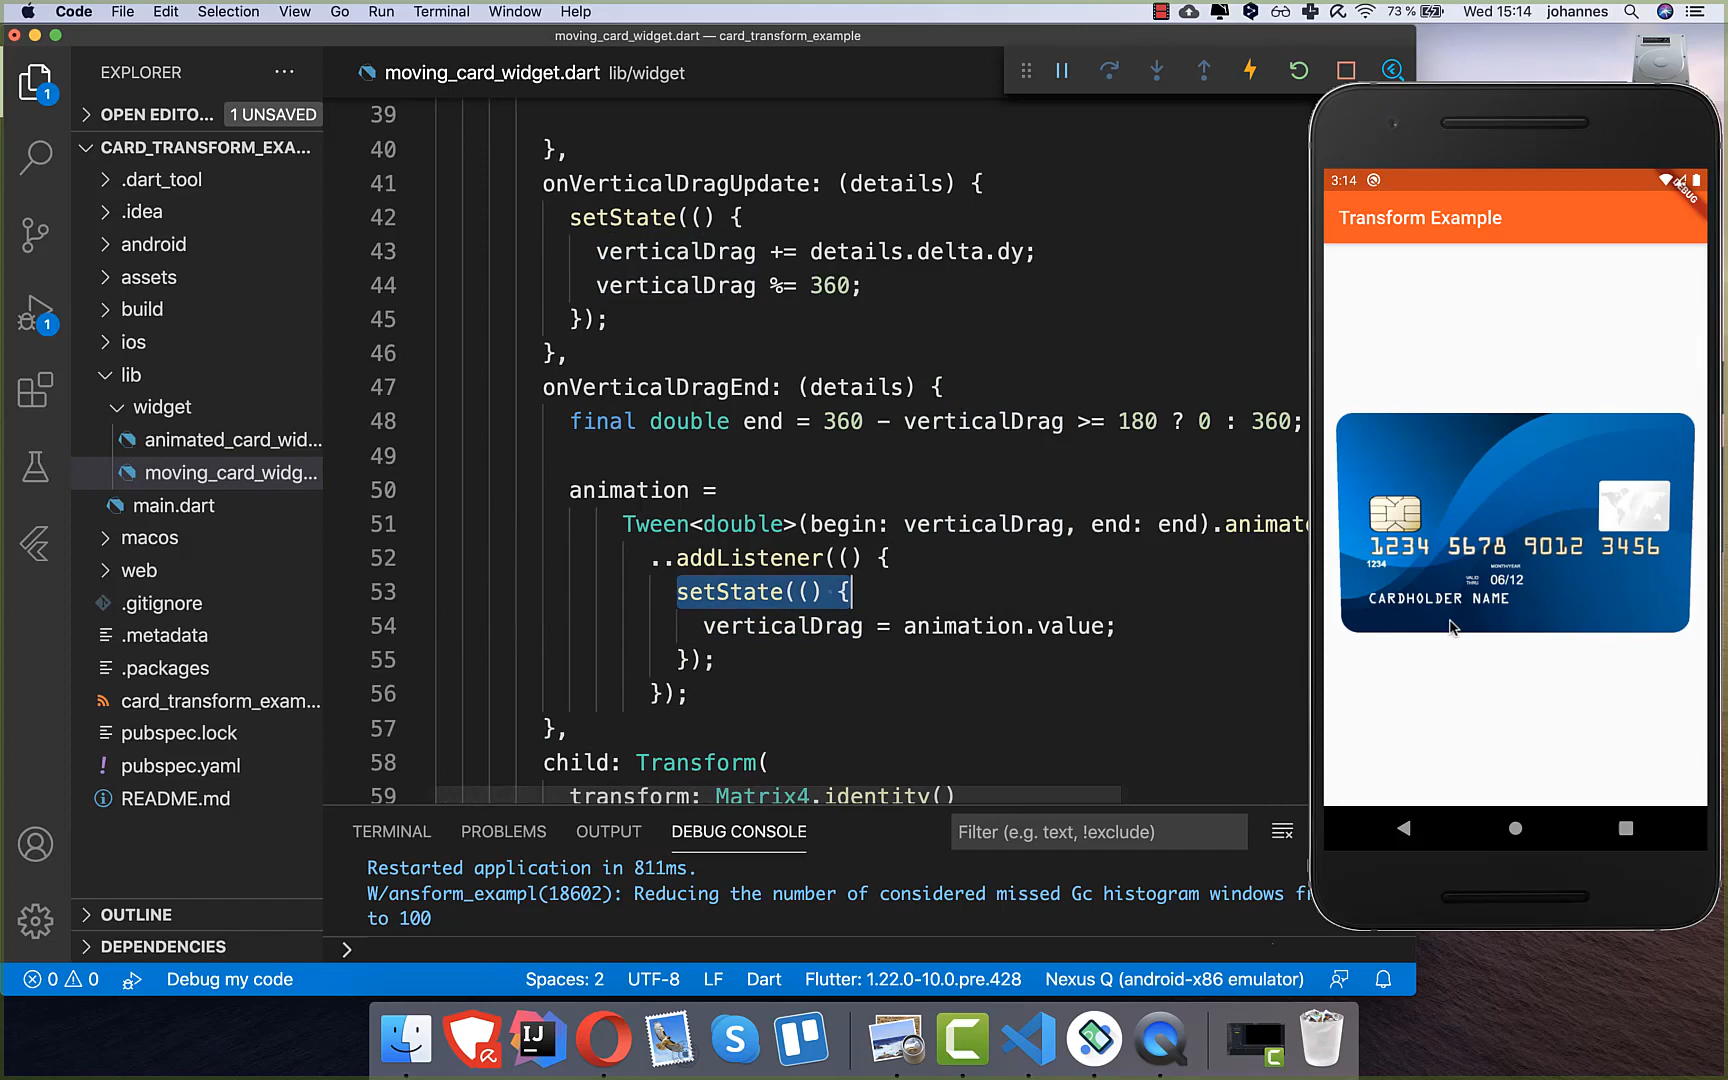 Code File Edit Selection View Go Run Terminal Window Help 73 % Wed 15:14 johannes
moving_card_widget.dart — card_transform_example
EXPLORER
OPEN EDITO... 1 UNSAVED
CARD_TRANSFORM_EXA...
.dart_tool
.idea
android
assets
build
ios
lib
widget
animated_card_wid...
moving_card_widg...
main.dart
macos
web
.gitignore
.metadata
.packages
card_transform_exam...
pubspec.lock
pubspec.yaml
README.md
OUTLINE
DEPENDENCIES
1
1
moving_card_widget.dart lib/widget
39
40 },
41 onVerticalDragUpdate: (details) {
42 setState(() {
43 verticalDrag += details.delta.dy;
44 verticalDrag %= 360;
45 });
46 },
47 onVerticalDragEnd: (details) {
48 final double end = 360 - verticalDrag >= 180 ? 0 : 360;
49
50 animation =
51 Tween<double>(begin: verticalDrag, end: end).animat
52 ..addListener(() {
53 setState(() {
54 verticalDrag = animation.value;
55 });
56 });
57 },
58 child: Transform(
59 transform: Matrix4.identity()
TERMINAL PROBLEMS OUTPUT DEBUG CONSOLE Filter (e.g. text, !exclude)
Restarted application in 811ms.
W/ansform_exampl(18602): Reducing the number of considered missed Gc histogram windows f
to 100
3:14 DEBUG
Transform Example
1234 5678 9012 3456
1234
MONTH/YEAR
VALID
THRU 06/12
CARDHOLDER NAME
0 0 Debug my code Spaces: 2 UTF-8 LF Dart Flutter: 1.22.0-10.0.pre.428 Nexus Q (android-x86 emulator)
IJ